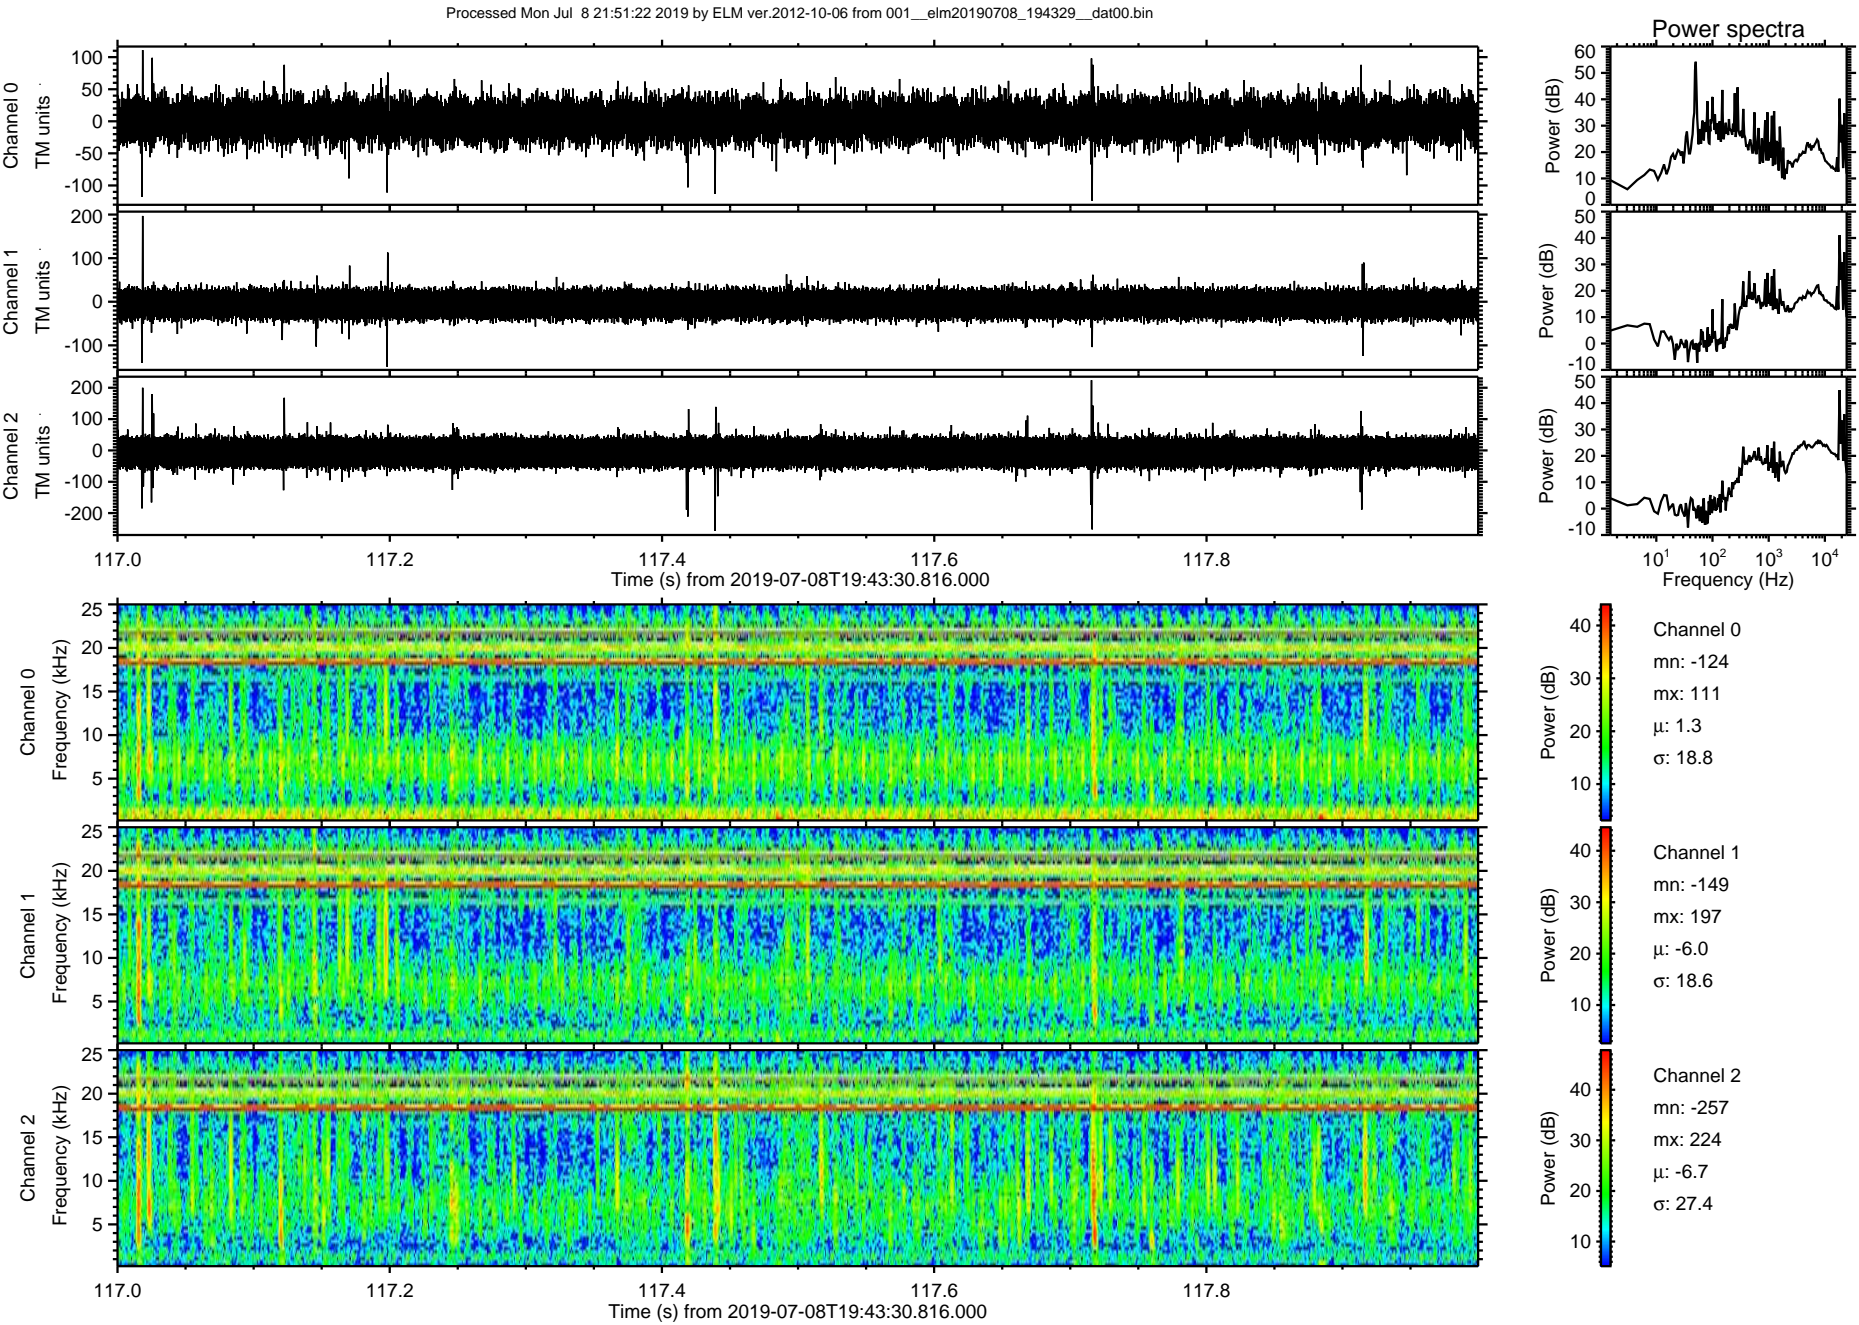 Processed Mon Jul  8 21:51:22 2019 by ELM ver.2012-10-06 from 001__elm20190708_194329__dat00.bin
Power spectra
Channel 0
TM units
100
50
0
-50
-100
Power (dB)
60
50
40
30
20
10
0
Channel 1
TM units
200
100
0
-100
Power (dB)
50
40
30
20
10
0
-10
Channel 2
TM units
200
100
0
-100
-200
Power (dB)
50
40
30
20
10
0
-10
117.0 117.2 117.4 117.6 117.8
Time (s) from 2019-07-08T19:43:30.816.000
10¹ 10² 10³ 10⁴
Frequency (Hz)
Channel 0
Frequency (kHz)
25
20
15
10
5
Power (dB)
40
30
20
10
Channel 0
mn: -124
mx: 111
μ: 1.3
σ: 18.8
Channel 1
Frequency (kHz)
25
20
15
10
5
Power (dB)
40
30
20
10
Channel 1
mn: -149
mx: 197
μ: -6.0
σ: 18.6
Channel 2
Frequency (kHz)
25
20
15
10
5
Power (dB)
40
30
20
10
Channel 2
mn: -257
mx: 224
μ: -6.7
σ: 27.4
117.0 117.2 117.4 117.6 117.8
Time (s) from 2019-07-08T19:43:30.816.000